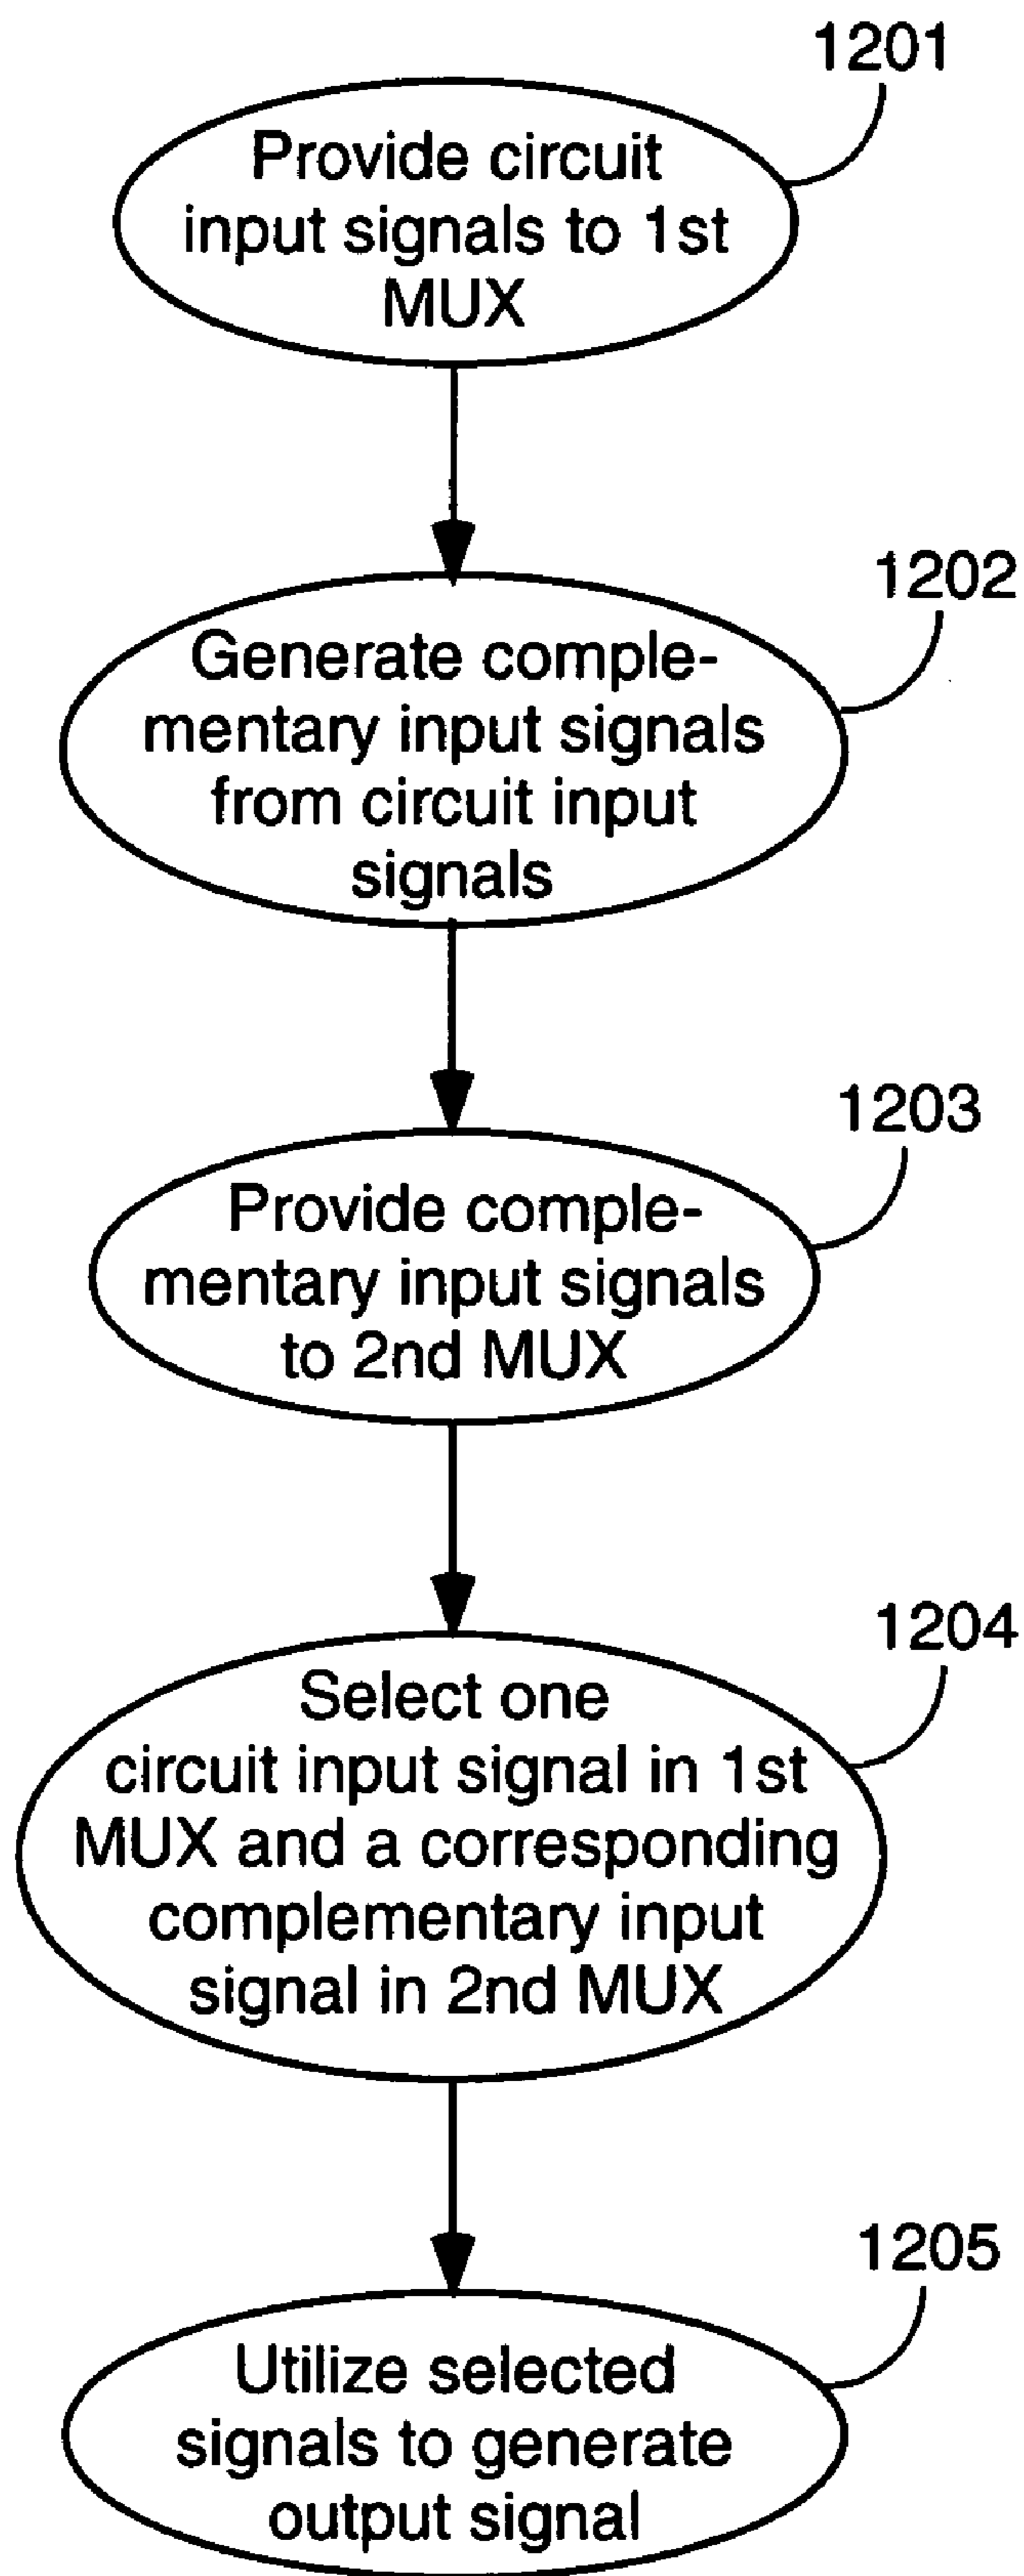 1201
Provide circuit
input signals to 1st
MUX
1202
Generate comple-
mentary input signals
from circuit input
signals
1203
Provide comple-
mentary input signals
to 2nd MUX
1204
Select one
circuit input signal in 1st
MUX and a corresponding
complementary input
signal in 2nd MUX
1205
Utilize selected
signals to generate
output signal